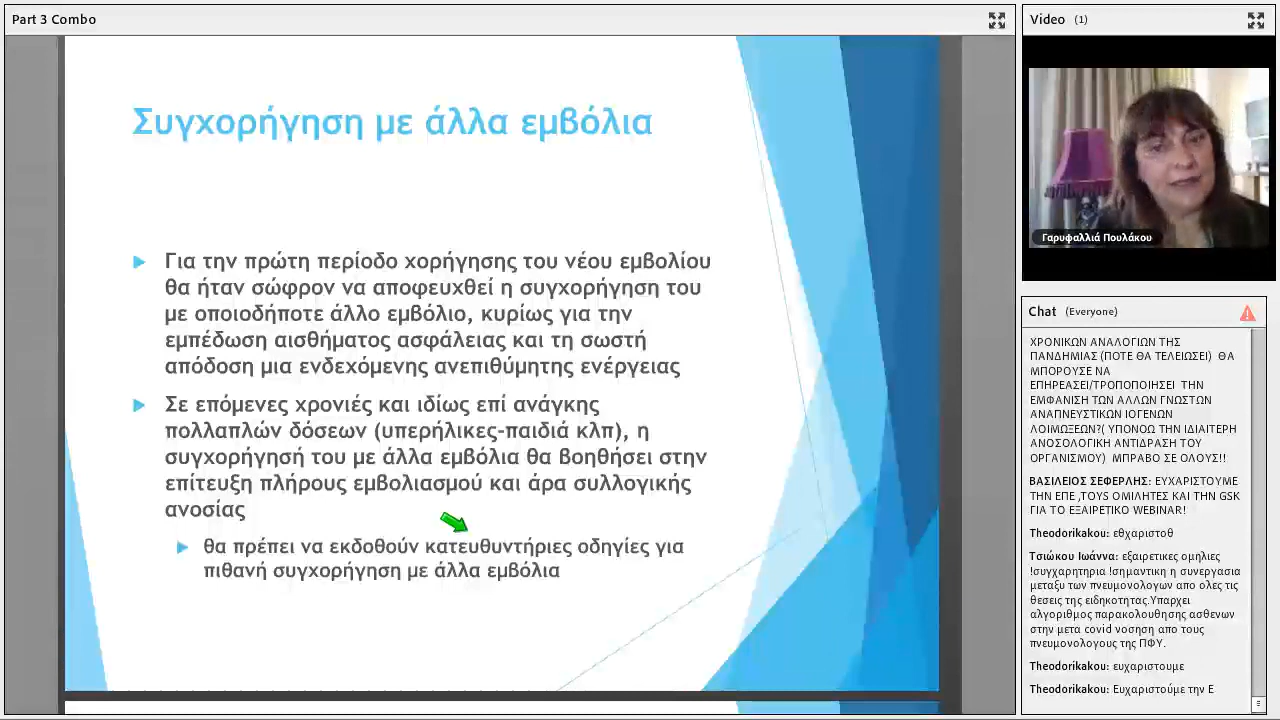 Part 3 Combo
Συγχορήγηση με άλλα εμβόλια
Για την πρώτη περίοδο χορήγησης του νέου εμβολίου
θα ήταν σώφρον να αποφευχθεί η συγχορήγηση του
με οποιοδήποτε άλλο εμβόλιο, κυρίως για την
εμπέδωση αισθήματος ασφάλειας και τη σωστή
απόδοση μια ενδεχόμενης ανεπιθύμητης ενέργειας
Σε επόμενες χρονιές και ιδίως επί ανάγκης
πολλαπλών δόσεων (υπερήλικες-παιδιά κλπ), η
συγχορήγησή του με άλλα εμβόλια θα βοηθήσει στην
επίτευξη πλήρους εμβολιασμού και άρα συλλογικής
ανοσίας
θα πρέπει να εκδοθούν κατευθυντήριες οδηγίες για
πιθανή συγχορήγηση με άλλα εμβόλια
Video (1)
Γαρυφαλλιά Πουλάκου
Chat (Everyone)
ΧΡΟΝΙΚΩΝ ΑΝΑΛΟΓΙΩΝ ΤΗΣ
ΠΑΝΔΗΜΙΑΣ (ΠΟΤΕ ΘΑ ΤΕΛΕΙΩΣΕΙ) ΘΑ
ΜΠΟΡΟΥΣΕ ΝΑ
ΕΠΗΡΕΑΣΕΙ/ΤΡΟΠΟΠΟΙΗΣΕΙ ΤΗΝ
ΕΜΦΑΝΙΣΗ ΤΩΝ ΑΛΛΩΝ ΓΝΩΣΤΩΝ
ΑΝΑΠΝΕΥΣΤΙΚΩΝ ΙΟΓΕΝΩΝ
ΛΟΙΜΩΞΕΩΝ?( ΥΠΟΝΟΩ ΤΗΝ ΙΔΙΑΙΤΕΡΗ
ΑΝΟΣΟΛΟΓΙΚΗ ΑΝΤΙΔΡΑΣΗ ΤΟΥ
ΟΡΓΑΝΙΣΜΟΥ) ΜΠΡΑΒΟ ΣΕ ΟΛΟΥΣ!!
ΒΑΣΙΛΕΙΟΣ ΣΕΦΕΡΛΗΣ: ΕΥΧΑΡΙΣΤΟΥΜΕ
ΤΗΝ ΕΠΕ ,ΤΟΥS ΟΜΙΛΗΤΕΣ ΚΑΙ ΤΗΝ GSK
ΓΙΑ ΤΟ ΕΞΑΙΡΕΤΙΚΟ WEBINAR!
Theodorikakou: εθχαριστοθ
Τσιώκου Ιωάννα: εξαιρετικες ομηλιες
!συγχαρητηρια !σημαντικη η συνεργασια
μεταξυ των πνευμονολογων απο ολες τις
θεσεις της ειδηκοτητας.Υπαρχει
αλγοριθμος παρακολουθησης ασθενων
στην μετα covid νοσηση απο τους
πνευμονολογους της ΠΦΥ.
Theodorikakou: ευχαριστουμε
Theodorikakou: Ευχαριστούμε την Ε